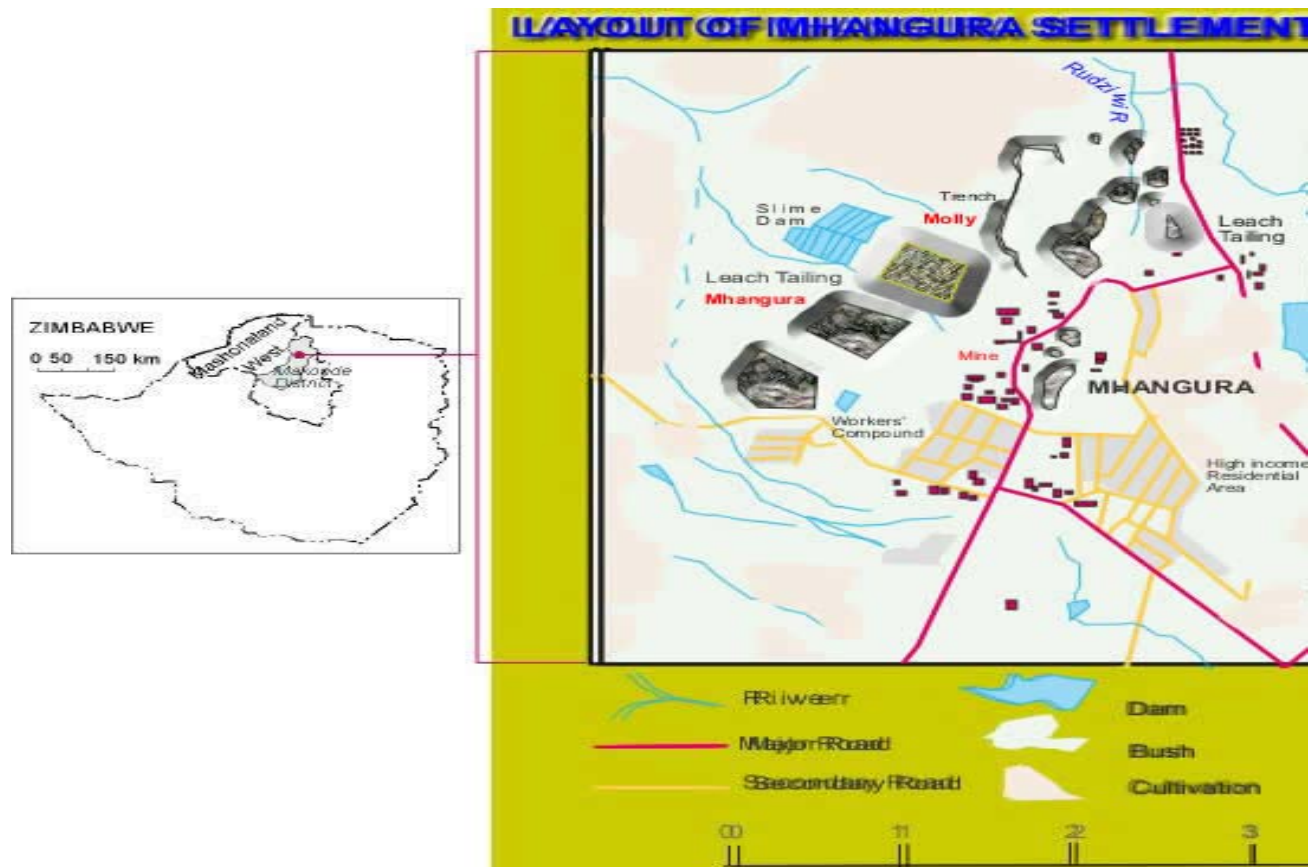 LAYOUT OF MHANGURA SETTLEMENT
Rudzi wi R
Trench
Molly
Slime
Dam
Leach
Tailing
Leach Tailing
Mhangura
ZIMBABWE
0 50 150 km
Mashonaland
West
Makonde
District
Mine
MHANGURA
Workers'
Compound
High income
Residential
Area
River
Dam
Major Road
Bush
Secondary Road
Cultivation
0 1 2 3